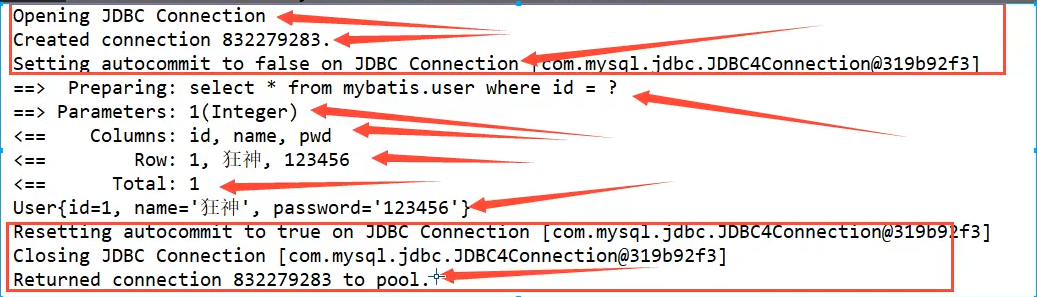 Opening JDBC Connection
Created connection 832279283.
Setting autocommit to false on JDBC Connection [com.mysql.jdbc.JDBC4Connection@319b92f3]
==>  Preparing: select * from mybatis.user where id = ?
==> Parameters: 1(Integer)
<==    Columns: id, name, pwd
<==        Row: 1, 狂神, 123456
<==      Total: 1
User{id=1, name='狂神', password='123456'}
Resetting autocommit to true on JDBC Connection [com.mysql.jdbc.JDBC4Connection@319b92f3]
Closing JDBC Connection [com.mysql.jdbc.JDBC4Connection@319b92f3]
Returned connection 832279283 to pool.